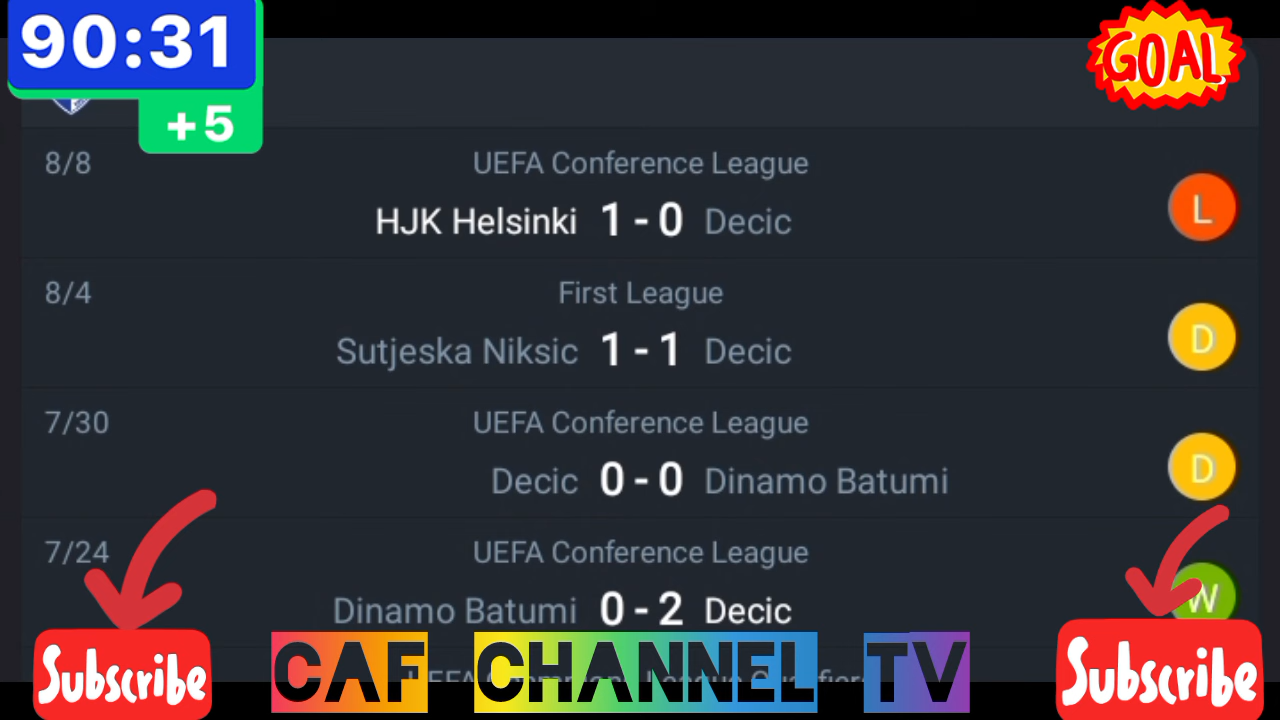 90:31
+5
GOAL
8/8
UEFA Conference League
HJK Helsinki 1 - 0 Decic
L
8/4
First League
Sutjeska Niksic 1 - 1 Decic
D
7/30
UEFA Conference League
Decic 0 - 0 Dinamo Batumi
D
7/24
UEFA Conference League
Dinamo Batumi 0 - 2 Decic
W
Subscribe
CAF CHANNEL TV
Subscribe